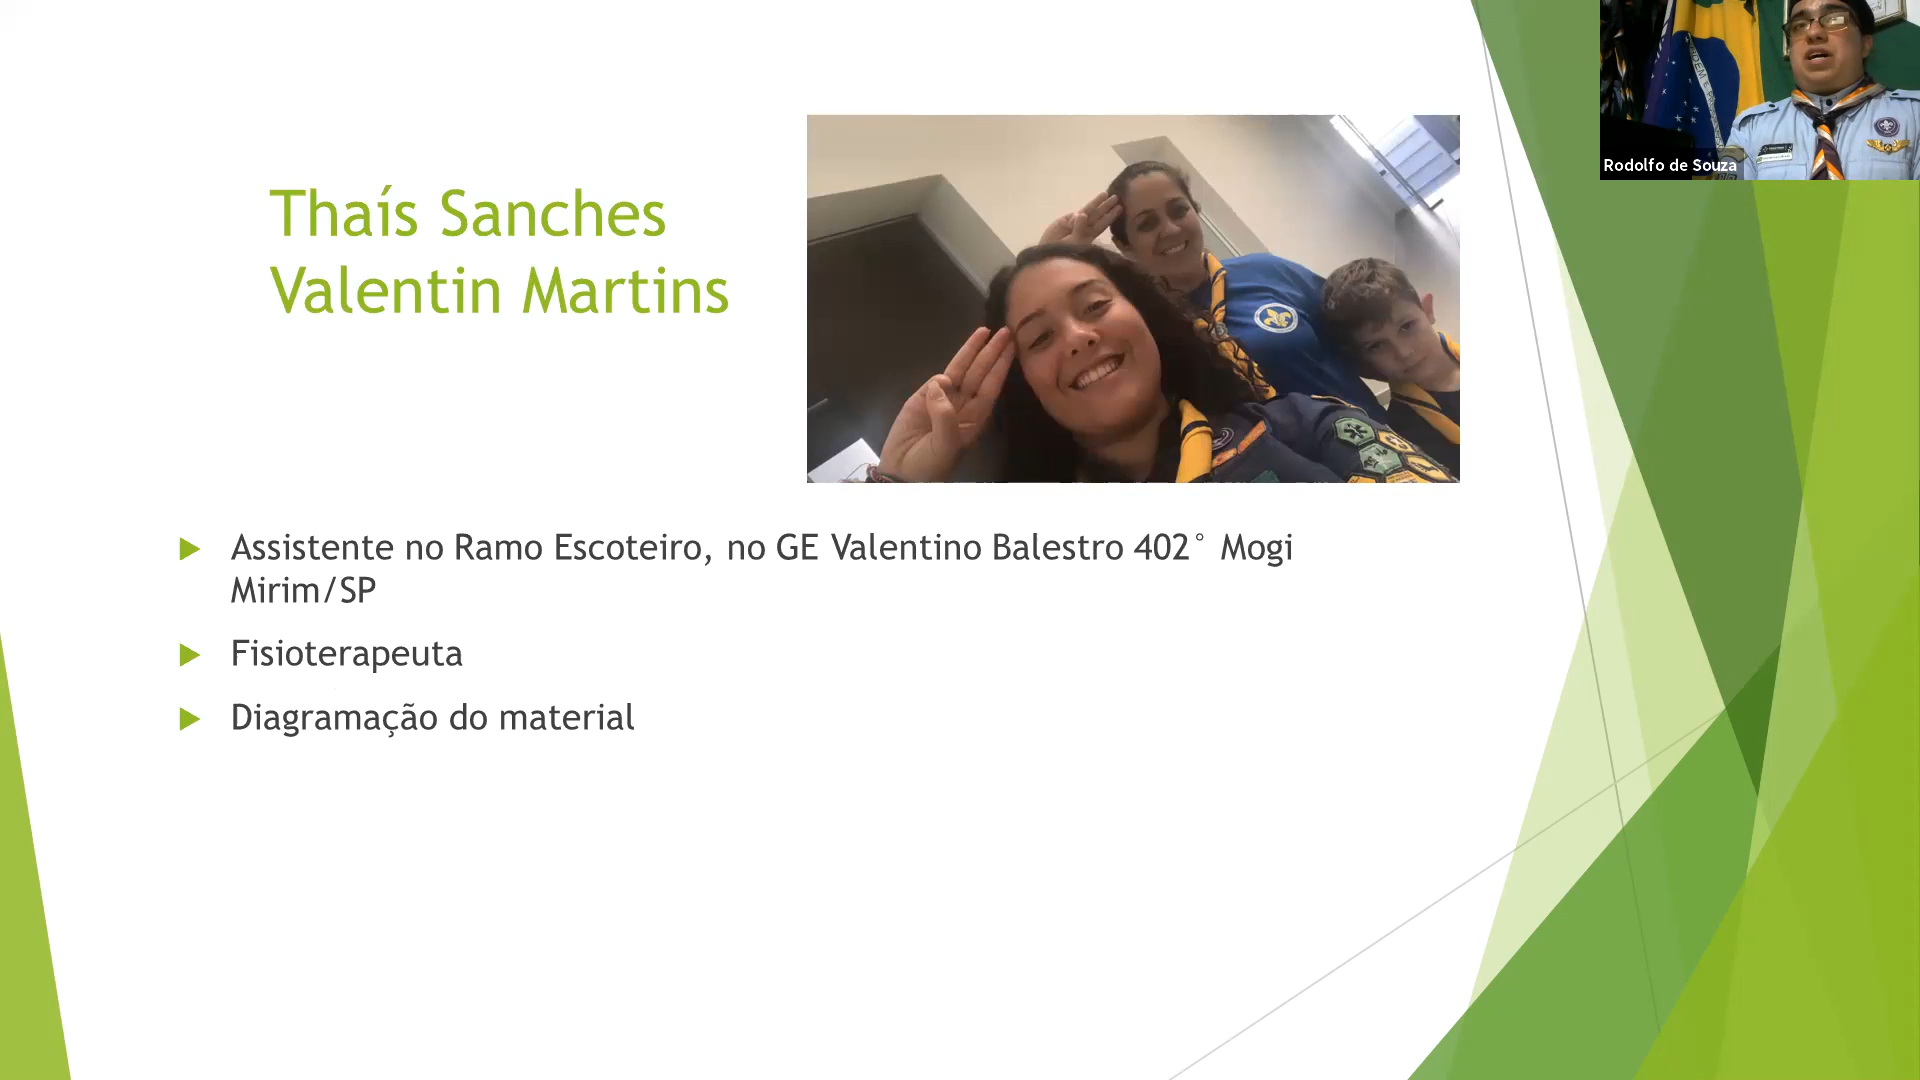 Thaís Sanches
Valentin Martins
Rodolfo de Souza
Assistente no Ramo Escoteiro, no GE Valentino Balestro 402° Mogi
Mirim/SP
Fisioterapeuta
Diagramação do material